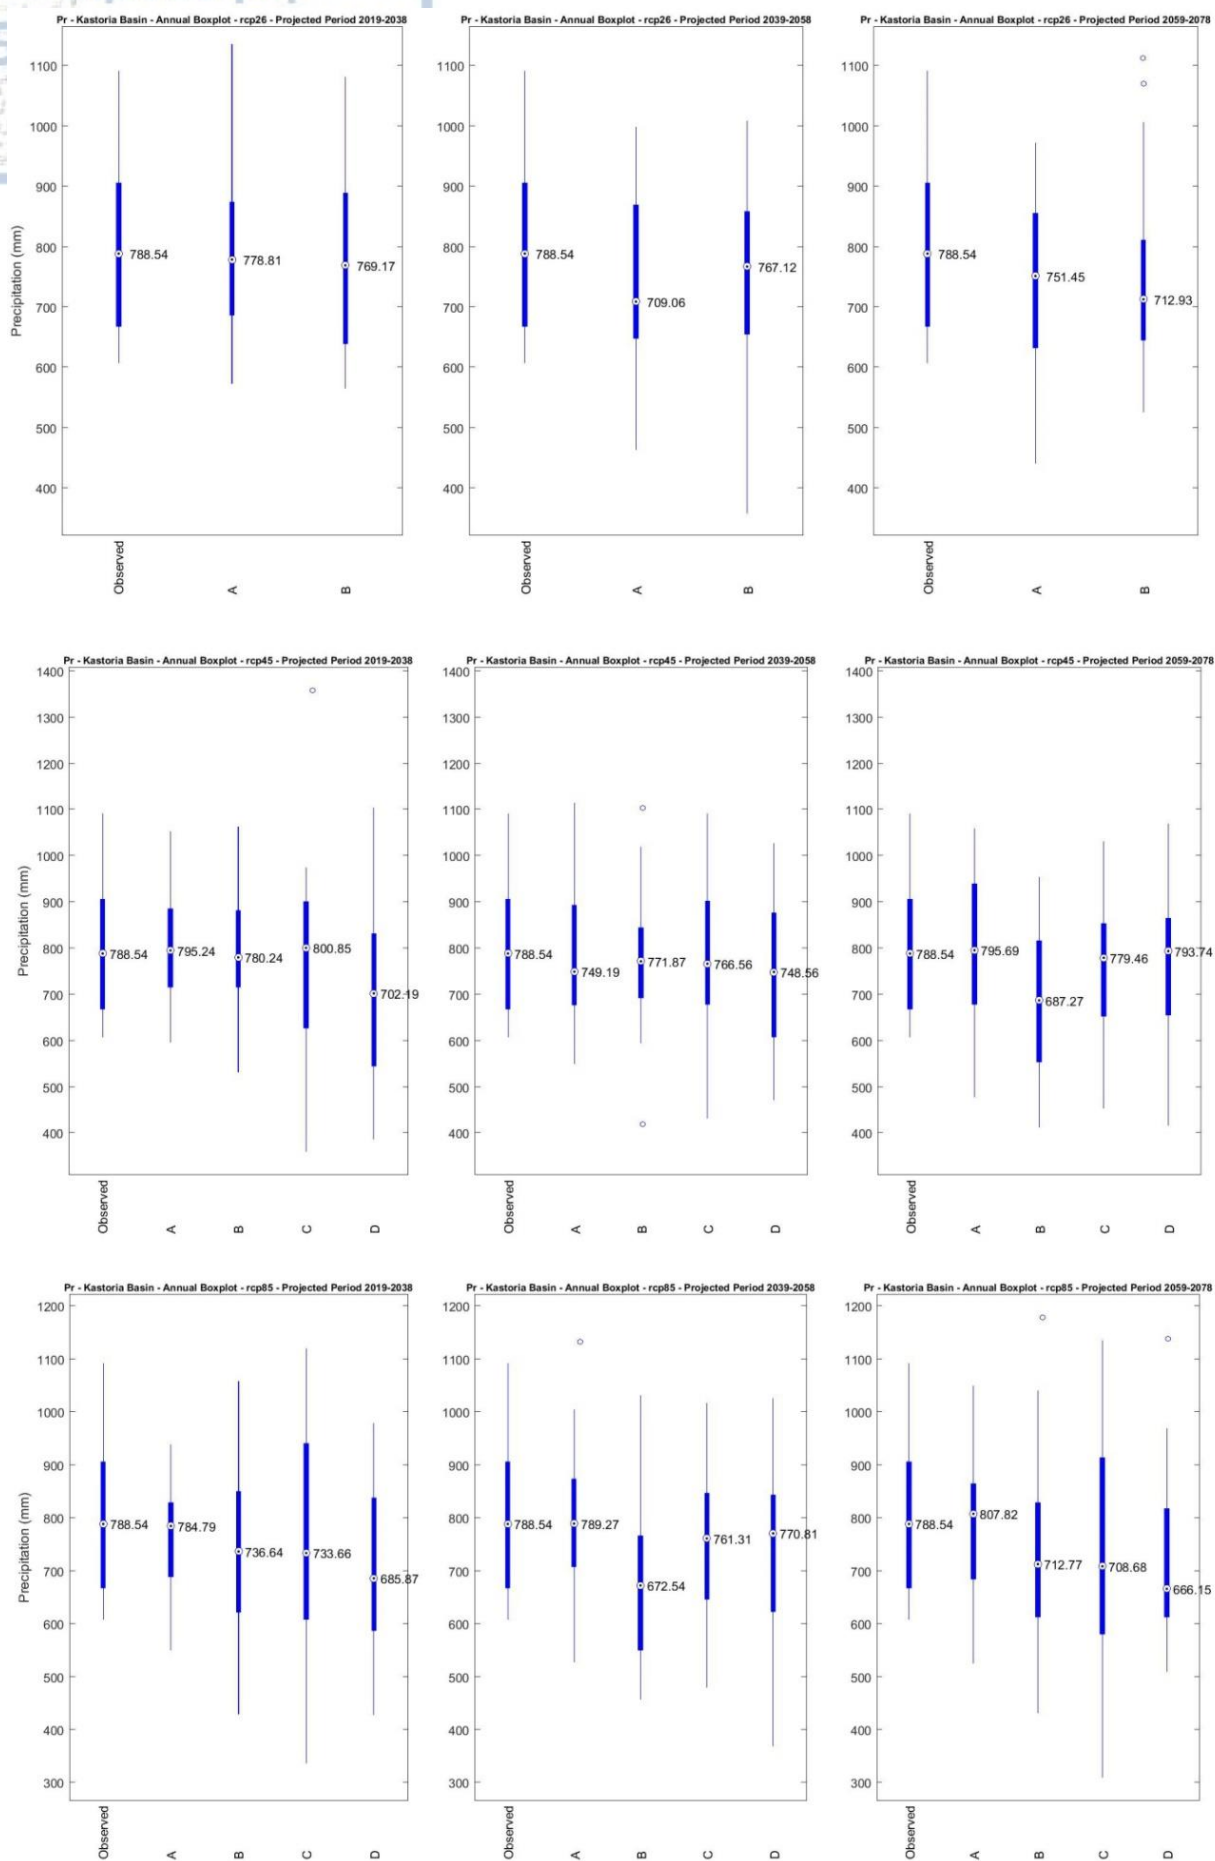 Pr - Kastoria Basin - Annual Boxplot - rcp26 - Projected Period 2019-2038
Precipitation (mm)
1100
1000
900
800
700
600
500
400
788.54
778.81
769.17
Observed
A
B
Pr - Kastoria Basin - Annual Boxplot - rcp26 - Projected Period 2039-2058
1100
1000
900
800
700
600
500
400
788.54
709.06
767.12
Observed
A
B
Pr - Kastoria Basin - Annual Boxplot - rcp26 - Projected Period 2059-2078
1100
1000
900
800
700
600
500
400
788.54
751.45
712.93
Observed
A
B
Pr - Kastoria Basin - Annual Boxplot - rcp45 - Projected Period 2019-2038
Precipitation (mm)
1400
1300
1200
1100
1000
900
800
700
600
500
400
788.54
795.24
780.24
800.85
702.19
Observed
A
B
C
D
Pr - Kastoria Basin - Annual Boxplot - rcp45 - Projected Period 2039-2058
1400
1300
1200
1100
1000
900
800
700
600
500
400
788.54
749.19
771.87
766.56
748.56
Observed
A
B
C
D
Pr - Kastoria Basin - Annual Boxplot - rcp45 - Projected Period 2059-2078
1400
1300
1200
1100
1000
900
800
700
600
500
400
788.54
795.69
687.27
779.46
793.74
Observed
A
B
C
D
Pr - Kastoria Basin - Annual Boxplot - rcp85 - Projected Period 2019-2038
Precipitation (mm)
1200
1100
1000
900
800
700
600
500
400
300
788.54
784.79
736.64
733.66
685.87
Observed
A
B
C
D
Pr - Kastoria Basin - Annual Boxplot - rcp85 - Projected Period 2039-2058
1200
1100
1000
900
800
700
600
500
400
300
788.54
789.27
672.54
761.31
770.81
Observed
A
B
C
D
Pr - Kastoria Basin - Annual Boxplot - rcp85 - Projected Period 2059-2078
1200
1100
1000
900
800
700
600
500
400
300
788.54
807.82
712.77
708.68
666.15
Observed
A
B
C
D